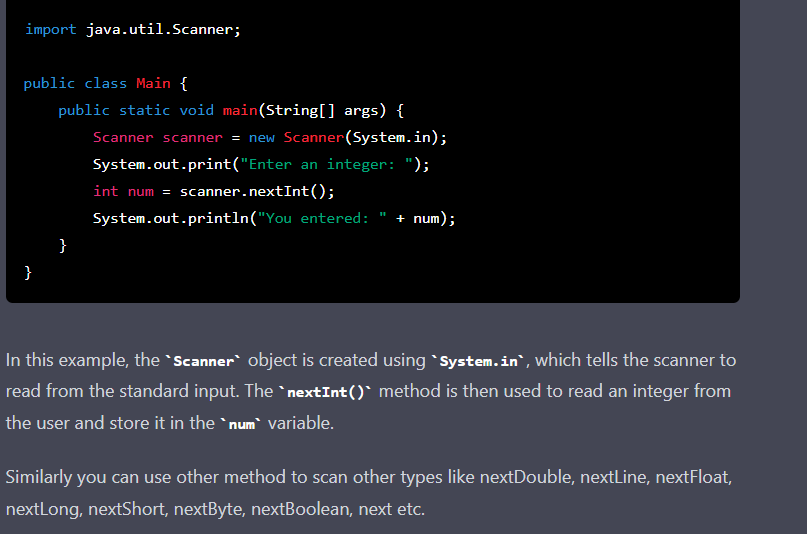 import java.util.Scanner;
public class Main {
    public static void main(String[] args) {
        Scanner scanner = new Scanner(System.in);
        System.out.print("Enter an integer: ");
        int num = scanner.nextInt();
        System.out.println("You entered: " + num);
    }
}
In this example, the `Scanner` object is created using `System.in`, which tells the scanner to
read from the standard input. The `nextInt()` method is then used to read an integer from
the user and store it in the `num` variable.
Similarly you can use other method to scan other types like nextDouble, nextLine, nextFloat,
nextLong, nextShort, nextByte, nextBoolean, next etc.